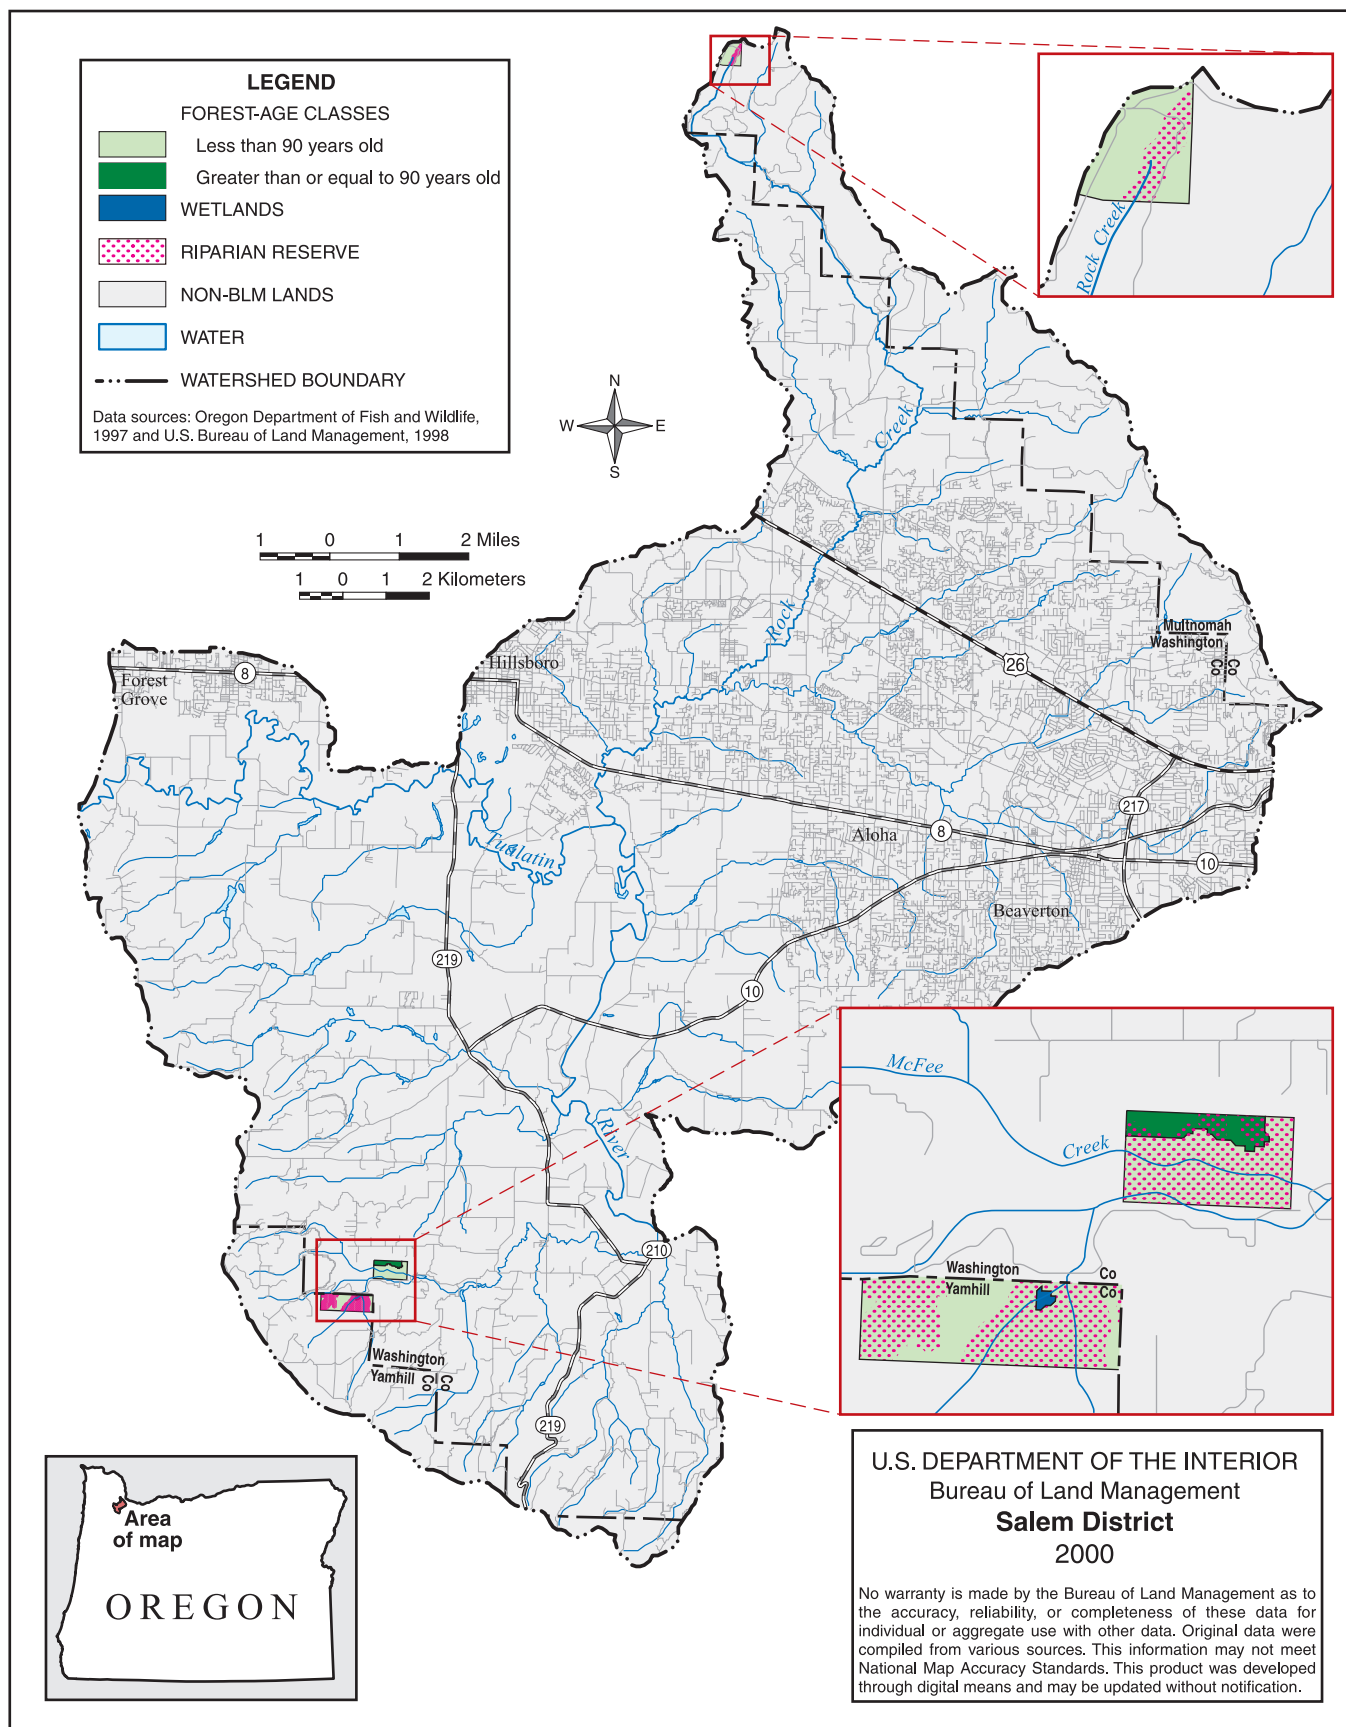 LEGEND
FOREST-AGE CLASSES
Less than 90 years old
Greater than or equal to 90 years old
WETLANDS
RIPARIAN RESERVE
NON-BLM LANDS
WATER
WATERSHED BOUNDARY
Data sources: Oregon Department of Fish and Wildlife,
1997 and U.S. Bureau of Land Management, 1998
Rock Creek
N
W E
S
Creek
1 0 1 2 Miles
1 0 1 2 Kilometers
Rock
Multnomah
Washington
Co
Co
26
Hillsboro
8
Forest
Grove
217
8
Aloha
Tualatin
10
Beaverton
219
10
River
McFee
Creek
Washington Co
Yamhill Co
210
Washington
Yamhill
Co
Co
219
Area
of map
OREGON
U.S. DEPARTMENT OF THE INTERIOR
Bureau of Land Management
Salem District
2000
No warranty is made by the Bureau of Land Management as to
the accuracy, reliability, or completeness of these data for
individual or aggregate use with other data. Original data were
compiled from various sources. This information may not meet
National Map Accuracy Standards. This product was developed
through digital means and may be updated without notification.